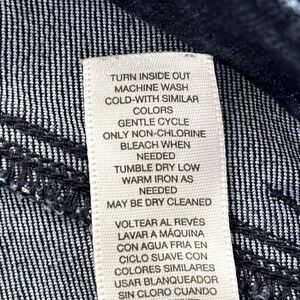 TURN INSIDE OUT
MACHINE WASH
COLD-WITH SIMILAR
COLORS
GENTLE CYCLE
ONLY NON-CHLORINE
BLEACH WHEN
NEEDED
TUMBLE DRY LOW
WARM IRON AS
NEEDED
MAY BE DRY CLEANED
VOLTEAR AL REVÉS
LAVAR A MÁQUINA
CON AGUA FRIA EN
CICLO SUAVE CON
COLORES SIMILARES
USAR BLANQUEADOR
SIN CLORO CUANDO